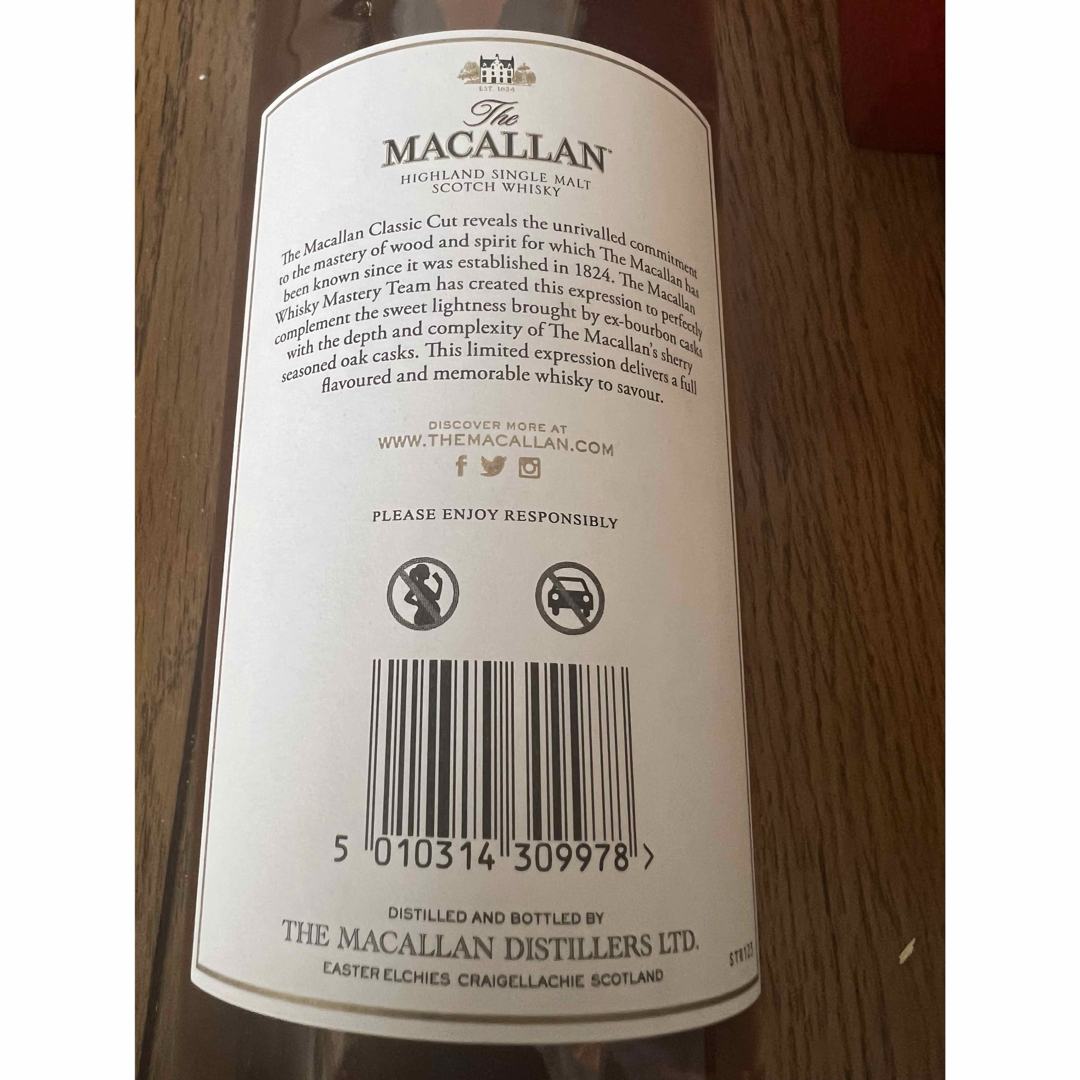 EST. 1824
The
MACALLAN
HIGHLAND SINGLE MALT
SCOTCH WHISKY
The Macallan Classic Cut reveals the unrivalled commitment
to the mastery of wood and spirit for which The Macallan has
been known since it was established in 1824. The Macallan
Whisky Mastery Team has created this expression to perfectly
complement the sweet lightness brought by ex-bourbon casks
with the depth and complexity of The Macallan's sherry
seasoned oak casks. This limited expression delivers a full
flavoured and memorable whisky to savour.
DISCOVER MORE AT
WWW.THEMACALLAN.COM
PLEASE ENJOY RESPONSIBLY
5 010314 309978 >
DISTILLED AND BOTTLED BY
THE MACALLAN DISTILLERS LTD.
EASTER ELCHIES CRAIGELLACHIE SCOTLAND